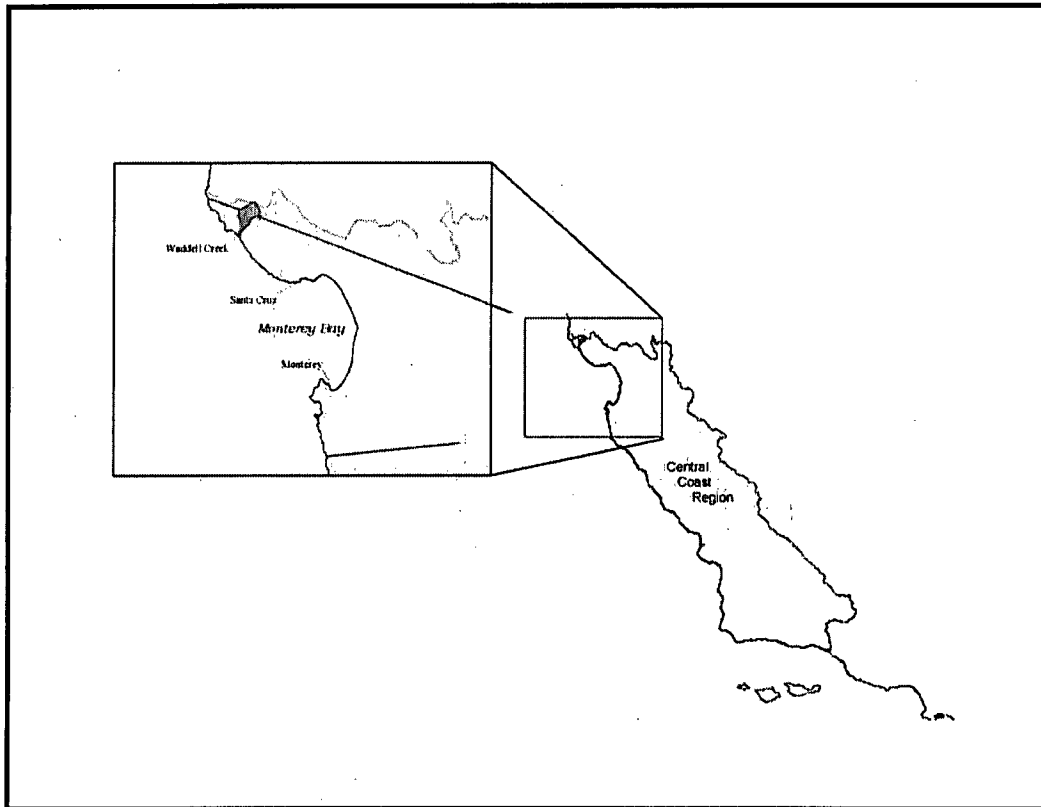 Waddell Creek
Santa Cruz
Monterey Bay
Monterey
Central
Coast
Region